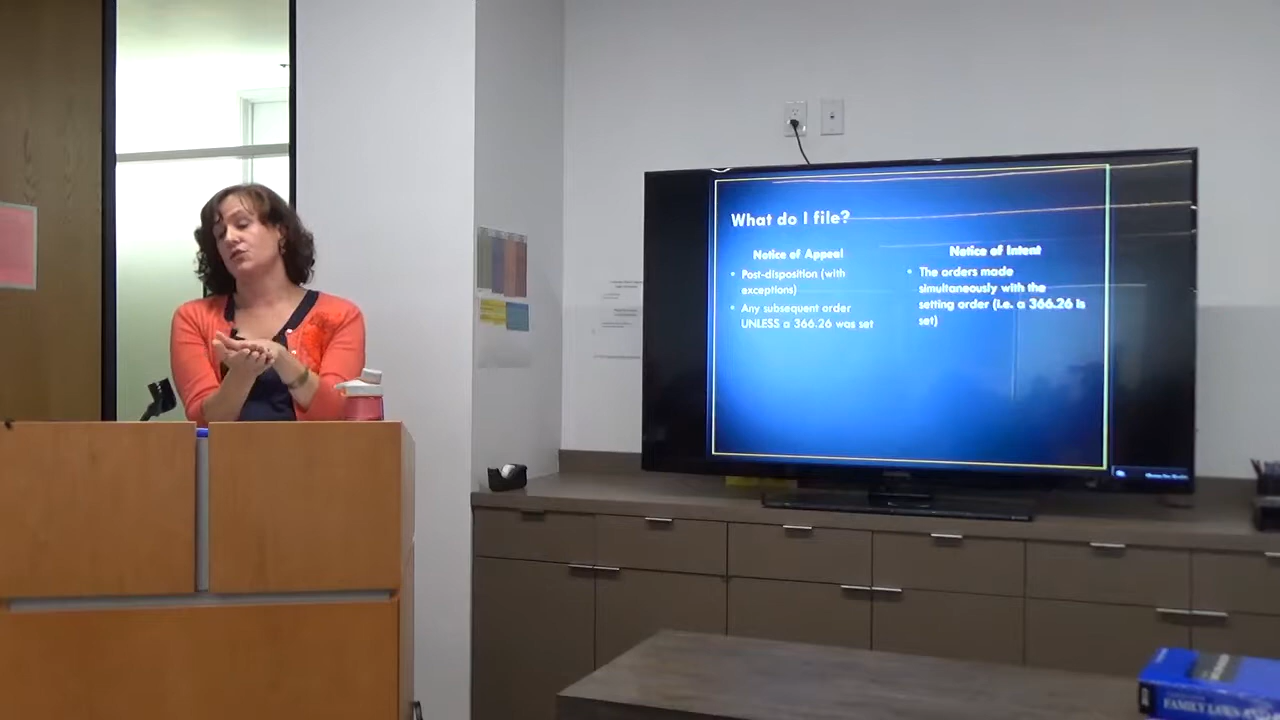 What do I file?
Notice of Appeal
• Post-disposition (with
exceptions)
• Any subsequent order
UNLESS a 366.26 was set
Notice of Intent
• The orders made
simultaneously with the
setting order (i.e. a 366.26 is
set)
FAMILY LAWS AND